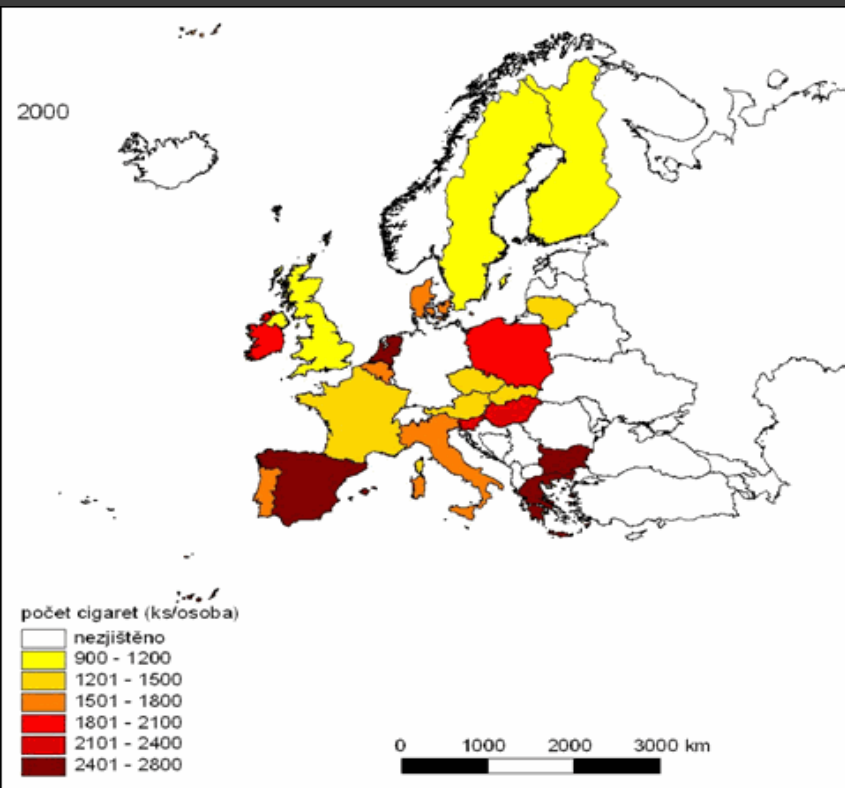 2000
počet cigaret (ks/osoba)
nezjištěno
900 - 1200
1201 - 1500
1501 - 1800
1801 - 2100
2101 - 2400
2401 - 2800
0 1000 2000 3000 km